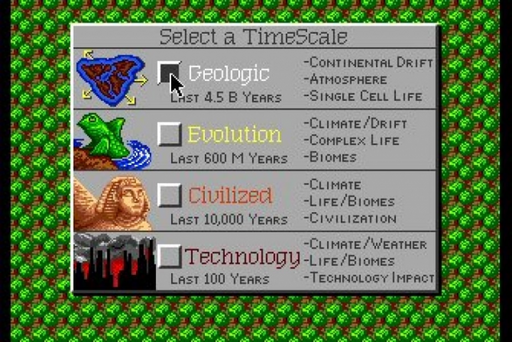 Select a TimeScale
Geologic
Last 4.5 B Years
-Continental Drift
-Atmosphere
-Single Cell Life
Evolution
Last 600 M Years
-Climate/Drift
-Complex Life
-Biomes
Civilized
Last 10,000 Years
-Climate
-Life/Biomes
-Civilization
Technology
Last 100 Years
-Climate/Weather
-Life/Biomes
-Technology Impact